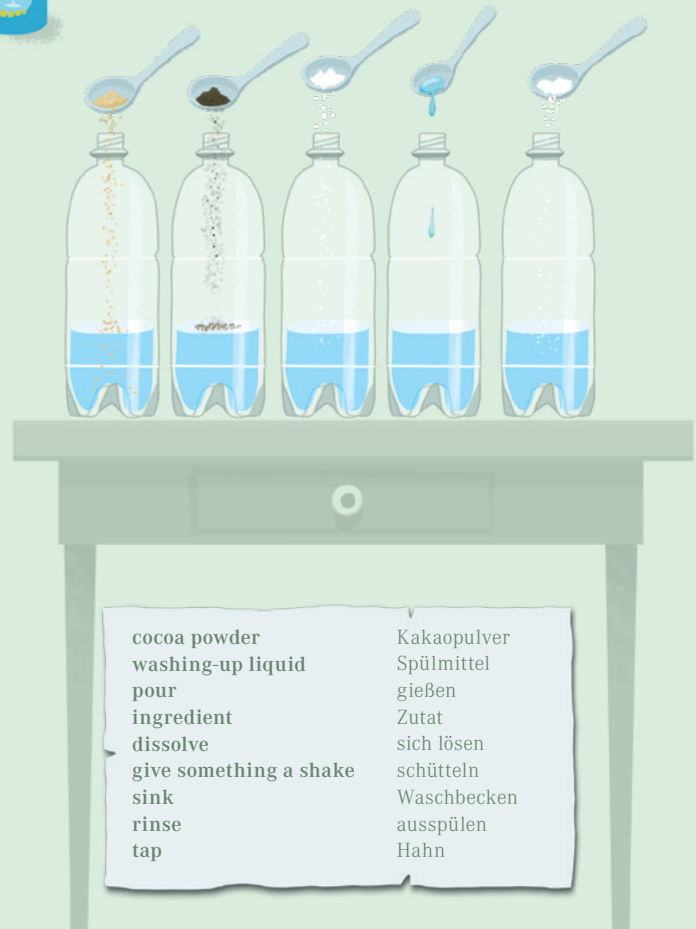 cocoa powder Kakaopulver
washing-up liquid Spülmittel
pour gießen
ingredient Zutat
dissolve sich lösen
give something a shake schütteln
sink Waschbecken
rinse ausspülen
tap Hahn